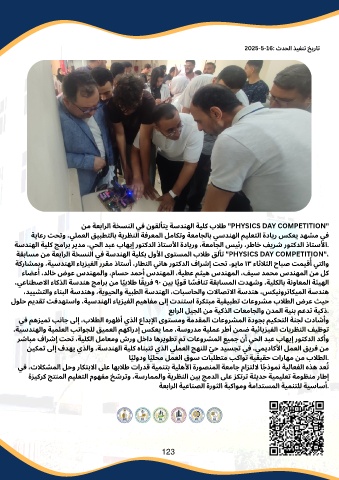 تاريخ تنفيذ الحدث :16-5-2025
"PHYSICS DAY COMPETITION" طلاب كلية الهندسة يتألقون في النسخة الرابعة من
في مشهد يعكس ريادة التعليم الهندسي بالجامعة وتكامل المعرفة النظرية بالتطبيق العملي، وتحت رعاية
.الأستاذ الدكتور شريف خاطر، رئيس الجامعة، وريادة الأستاذ الدكتور إيهاب عبد الحي، مدير برامج كلية الهندسة
."PHYSICS DAY COMPETITION" تألق طلاب المستوى الأول بكلية الهندسة في النسخة الرابعة من مسابقة
والتي أقيمت صباح الثلاثاء ١٣ مايو، تحت إشراف الدكتور هاني النظار، أستاذ مقرر الفيزياء الهندسية، وبمشاركة
كل من المهندس محمد سيف، المهندس هيثم عطية، المهندس أحمد حسام، والمهندس عوض خالد، أعضاء
الهيئة المعاونة بالكلية. وشهدت المسابقة تنافسًا قويًا بين ٩٠ فريقًا طلابيًا من برامج هندسة الذكاء الاصطناعي،
هندسة الميكاترونيكس، هندسة الاتصالات والحاسبات، الهندسة الطبية والحيوية، وهندسة البناء والتشييد.
حيث عرض الطلاب مشروعات تطبيقية مبتكرة استندت إلى مفاهيم الفيزياء الهندسية، واستهدفت تقديم حلول
.ذكية تدعم بنية المدن والجامعات الذكية من الجيل الرابع
وأشادت لجنة التحكيم بجودة المشروعات المقدمة ومستوى الإبداع الذي أظهره الطلاب، إلى جانب تميزهم في
توظيف النظريات الفيزيائية ضمن أطر عملية مدروسة، مما يعكس إدراكهم العميق للجوانب العلمية والهندسية.
وأكد الدكتور إيهاب عبد الحي أن جميع المشروعات تم تطويرها داخل ورش ومعامل الكلية، تحت إشراف مباشر
من فريق العمل الأكاديمي، في تجسيد حي للنهج العملي الذي تتبناه كلية الهندسة، والذي يهدف إلى تمكين
.الطلاب من مهارات حقيقية تواكب متطلبات سوق العمل محليًا ودوليًا
تُعد هذه الفعالية نموذجًا لالتزام جامعة المنصورة الأهلية بتنمية قدرات طلابها على الابتكار وحل المشكلات، في
إطار منظومة تعليمية حديثة ترتكز على الدمج بين النظرية والممارسة، وترسّخ مفهوم التعليم المنتج كركيزة
.أساسية للتنمية المستدامة ومواكبة الثورة الصناعية الرابعة
123